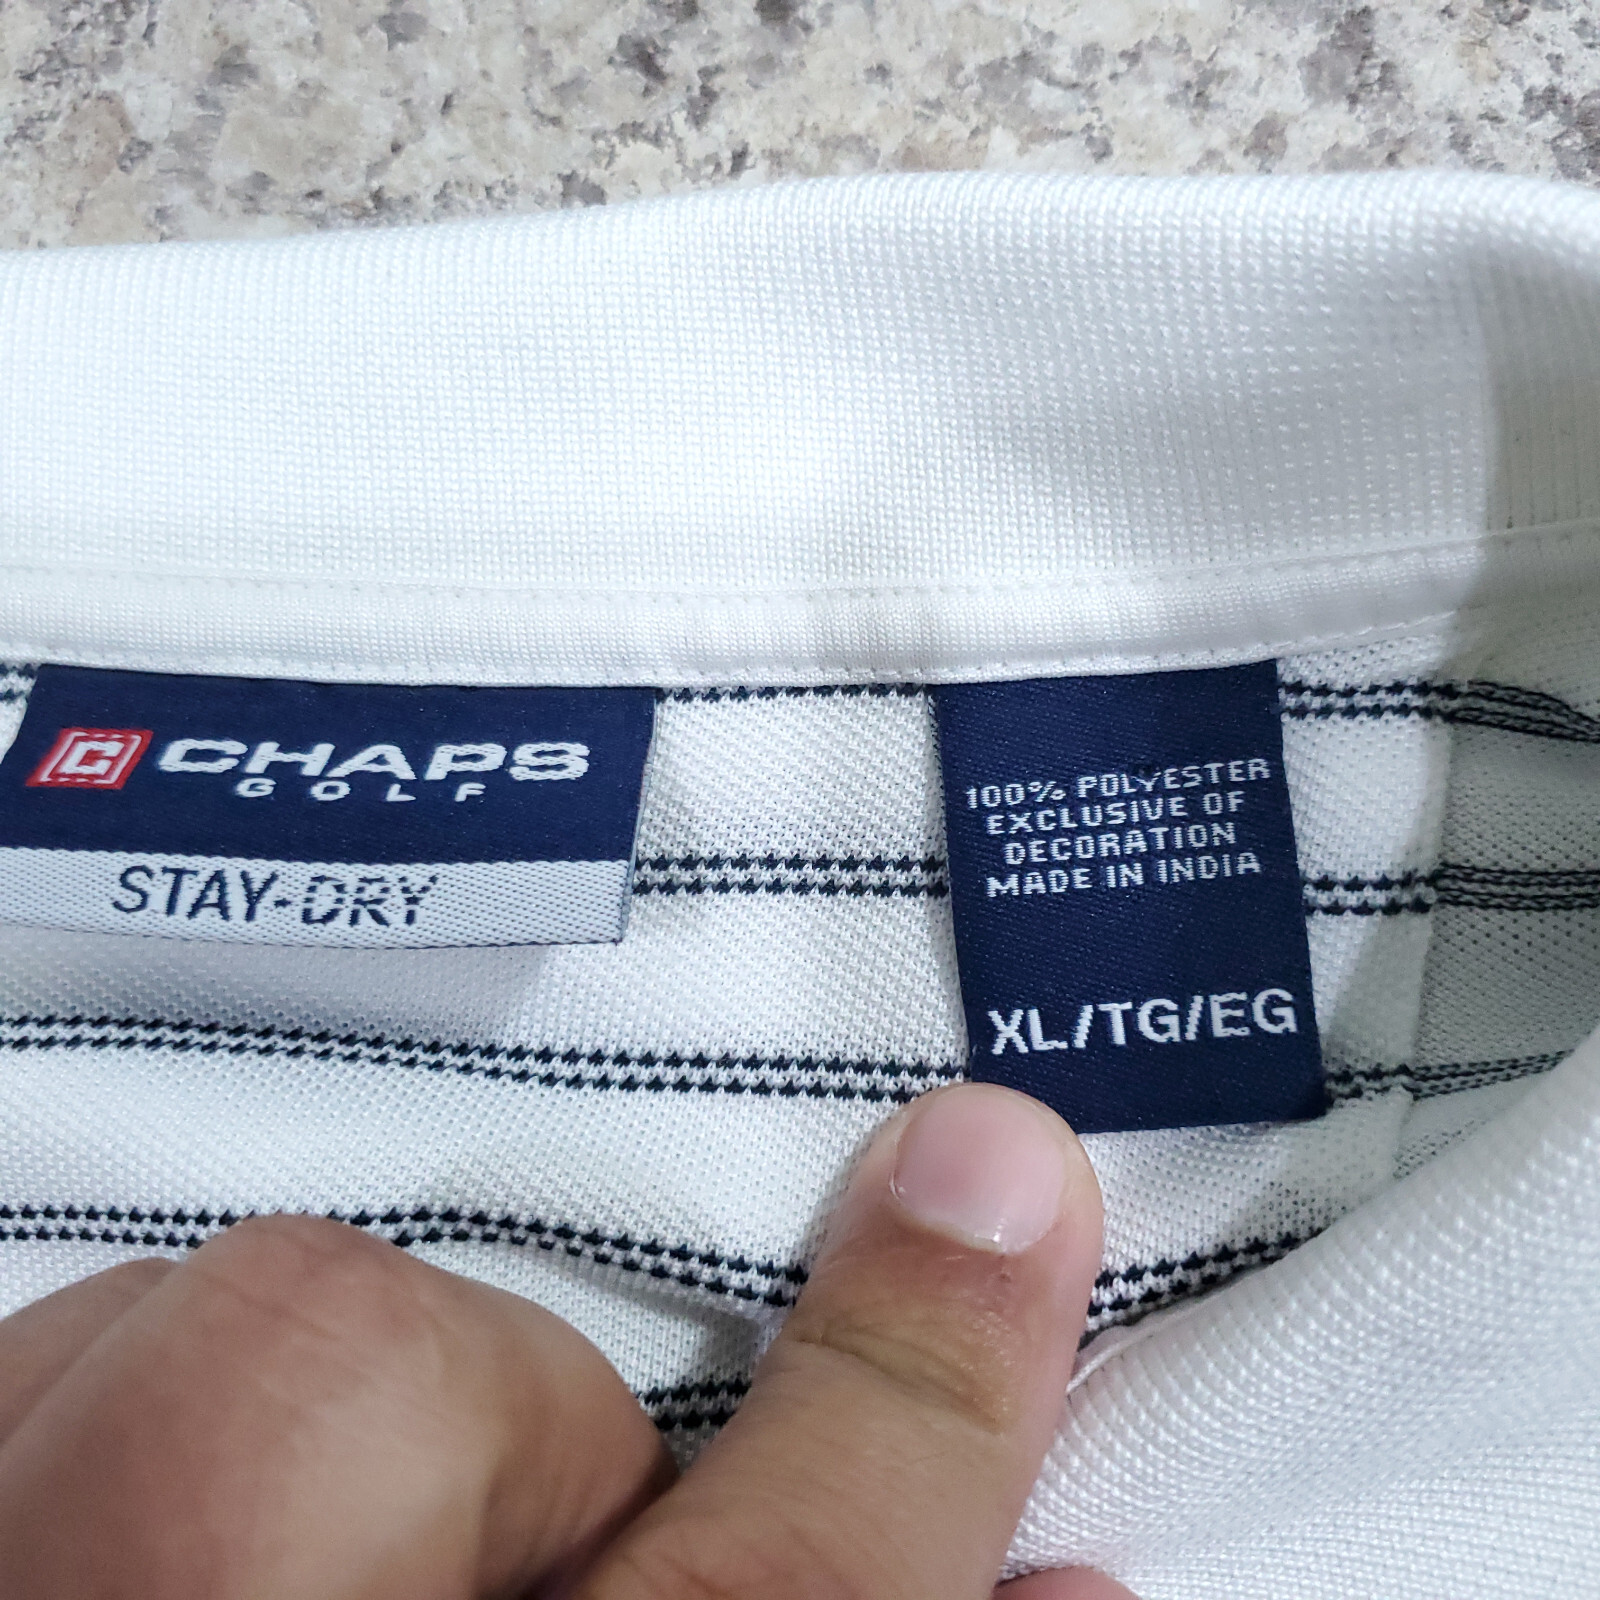 C CHAPS
GOLF
STAY-DRY
100% POLYESTER
EXCLUSIVE OF
DECORATION
MADE IN INDIA
XL/TG/EG